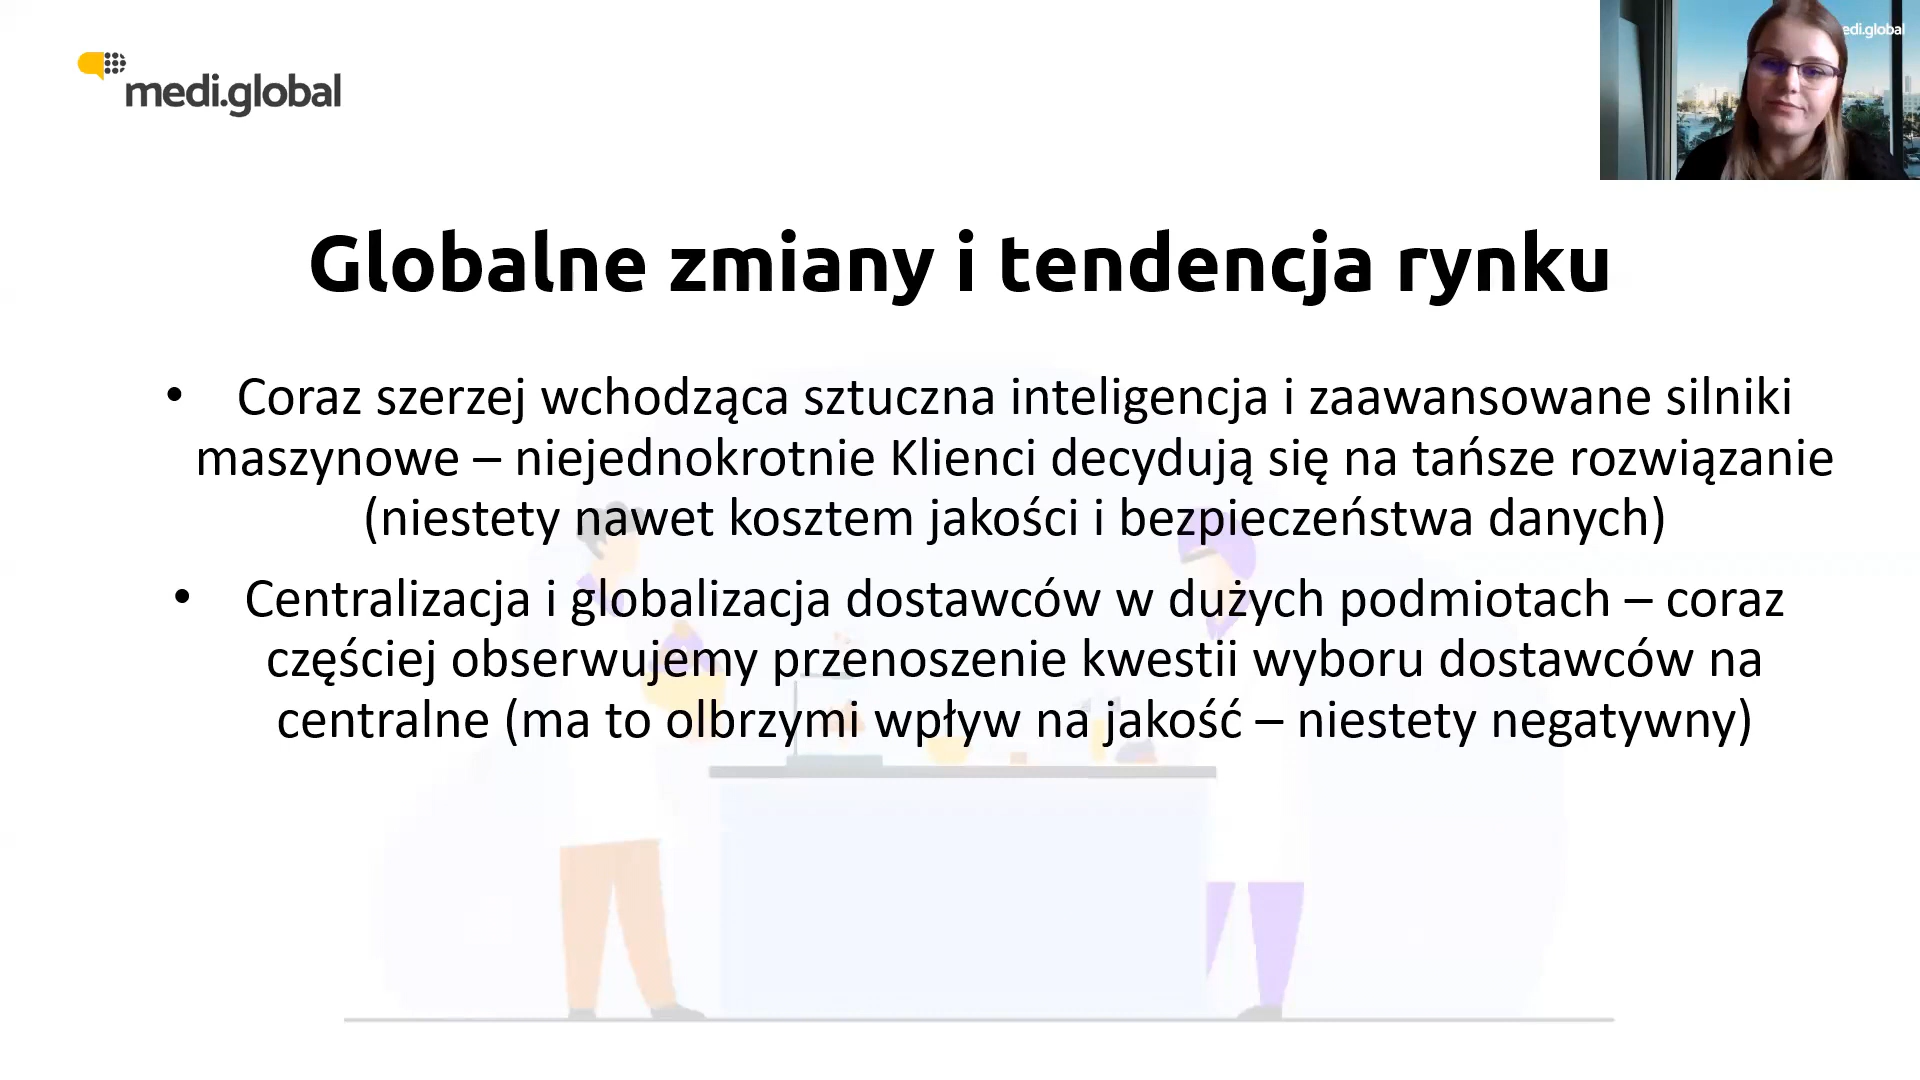 medi.global
edi.global
Globalne zmiany i tendencja rynku
• Coraz szerzej wchodząca sztuczna inteligencja i zaawansowane silniki
maszynowe – niejednokrotnie Klienci decydują się na tańsze rozwiązanie
(niestety nawet kosztem jakości i bezpieczeństwa danych)
• Centralizacja i globalizacja dostawców w dużych podmiotach – coraz
częściej obserwujemy przenoszenie kwestii wyboru dostawców na
centralne (ma to olbrzymi wpływ na jakość – niestety negatywny)